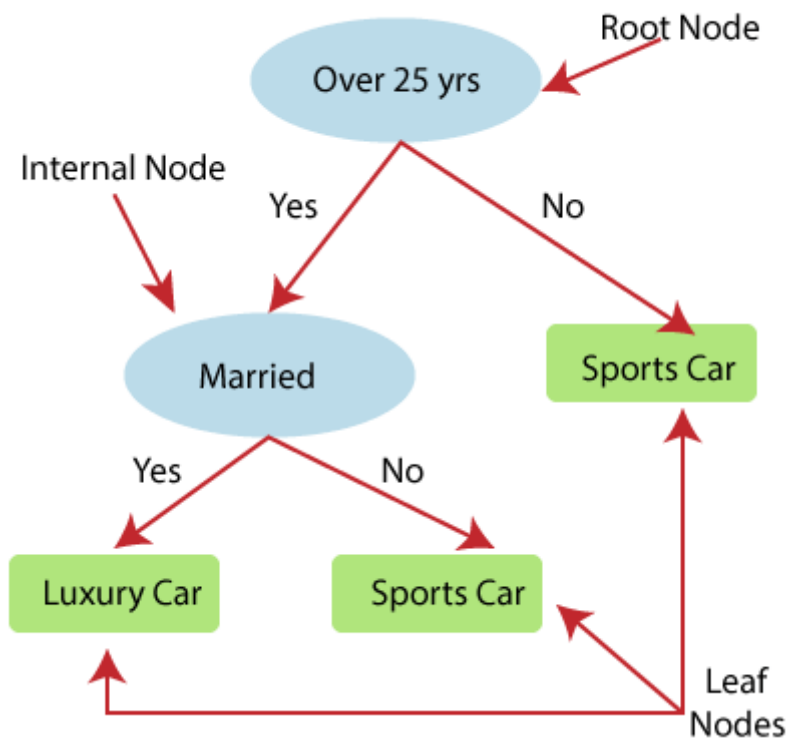 Root Node
Over 25 yrs
Internal Node
Yes
No
Married
Sports Car
Yes
No
Luxury Car
Sports Car
Leaf
Nodes